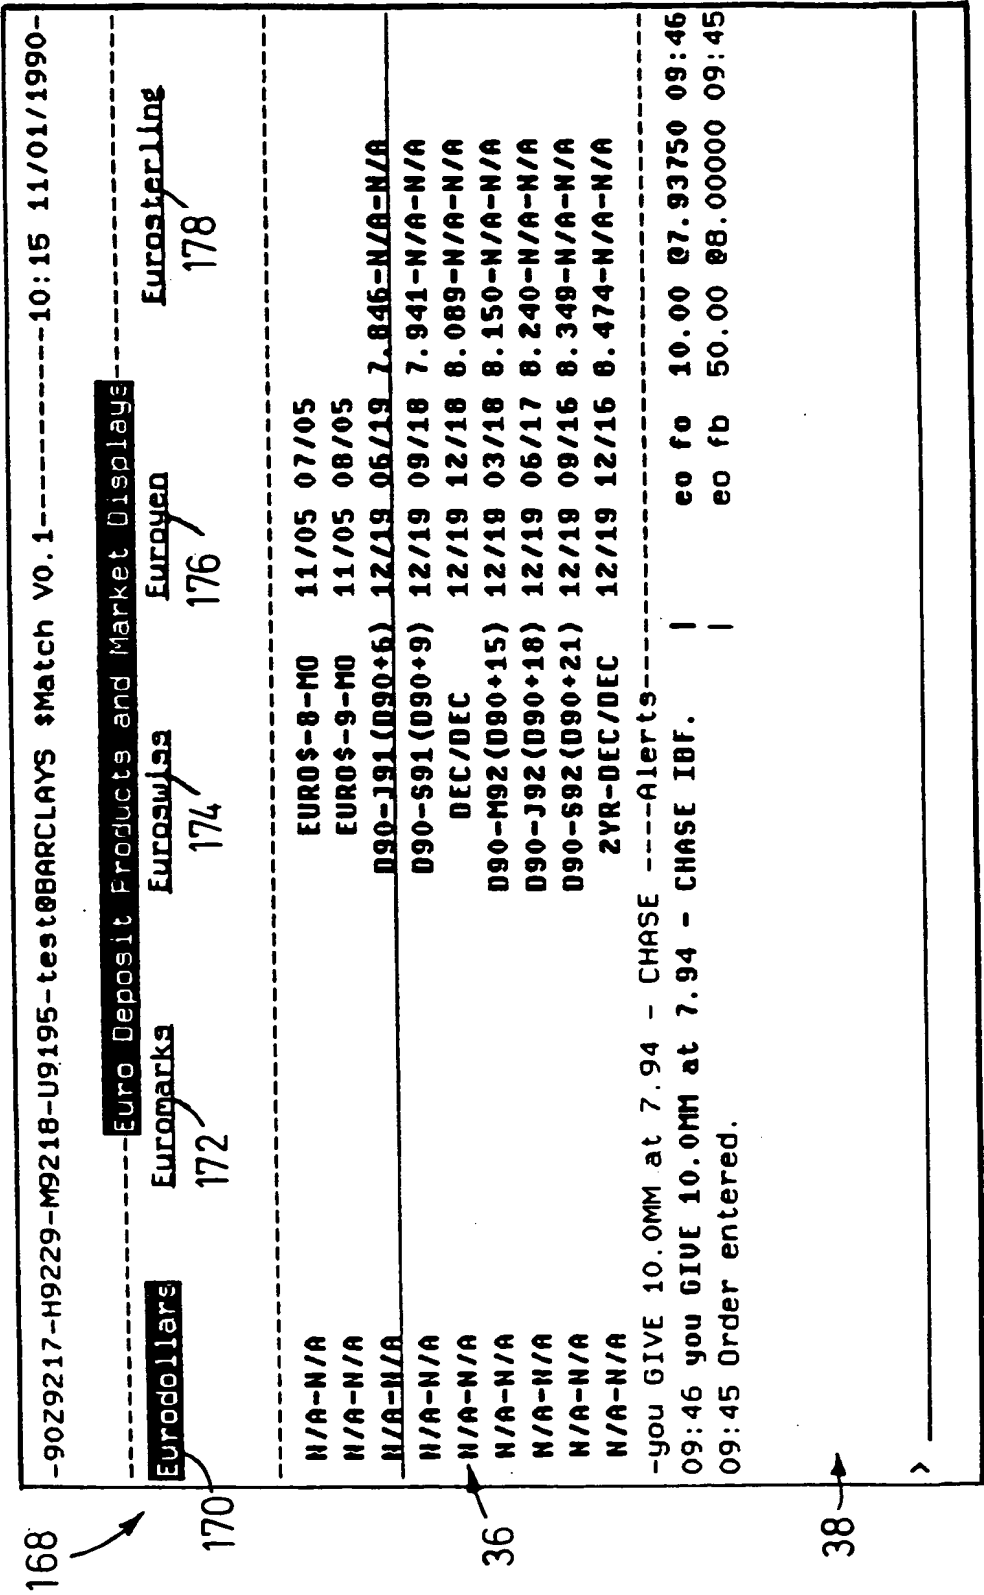 168
-90Z9217-H9229-M9218-U9195-test@BARCLAYS $Match V0.1--------10:15 11/01/1990-
Euro Deposit Products and Market Displays
Eurodollars Euromarks Euroswiss Euroyen Eurosterling
170 172 174 176 178
N/A-N/A EURO$-8-MO 11/05 07/05
N/A-N/A EURO$-9-MO 11/05 08/05
N/A-N/A D90-J91(D90+6) 12/19 06/19 7.846-N/A-N/A
N/A-N/A D90-S91(D90+9) 12/19 09/18 7.941-N/A-N/A
N/A-N/A DEC/DEC 12/19 12/18 8.089-N/A-N/A
N/A-N/A D90-M92(D90+15) 12/19 03/18 8.150-N/A-N/A
N/A-N/A D90-J92(D90+18) 12/19 06/17 8.240-N/A-N/A
N/A-N/A D90-S92(D90+21) 12/19 09/16 8.349-N/A-N/A
N/A-N/A 2YR-DEC/DEC 12/19 12/16 8.474-N/A-N/A
36
-you GIVE 10.0MM at 7.94 - CHASE ----Alerts----
09:46 you GIVE 10.0MM at 7.94 - CHASE IBF. | eo fo 10.00 @7.93750 09:46
09:45 Order entered. | eo fb 50.00 @8.00000 09:45
38
>